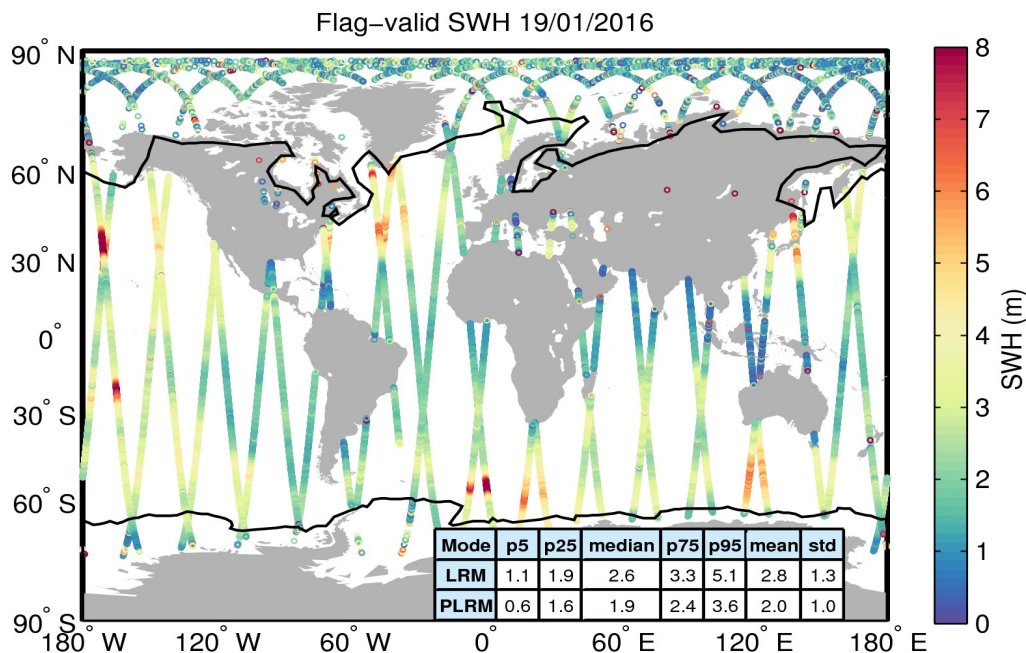 Flag−valid SWH 19/01/2016
90° N
60° N
30° N
0°
30° S
60° S
90° S
180° W
120° W
60° W
0°
60° E
120° E
180° E
Mode p5 p25 median p75 p95 mean std
LRM 1.1 1.9 2.6 3.3 5.1 2.8 1.3
PLRM 0.6 1.6 1.9 2.4 3.6 2.0 1.0
8
7
6
5
4
3
2
1
0
SWH (m)